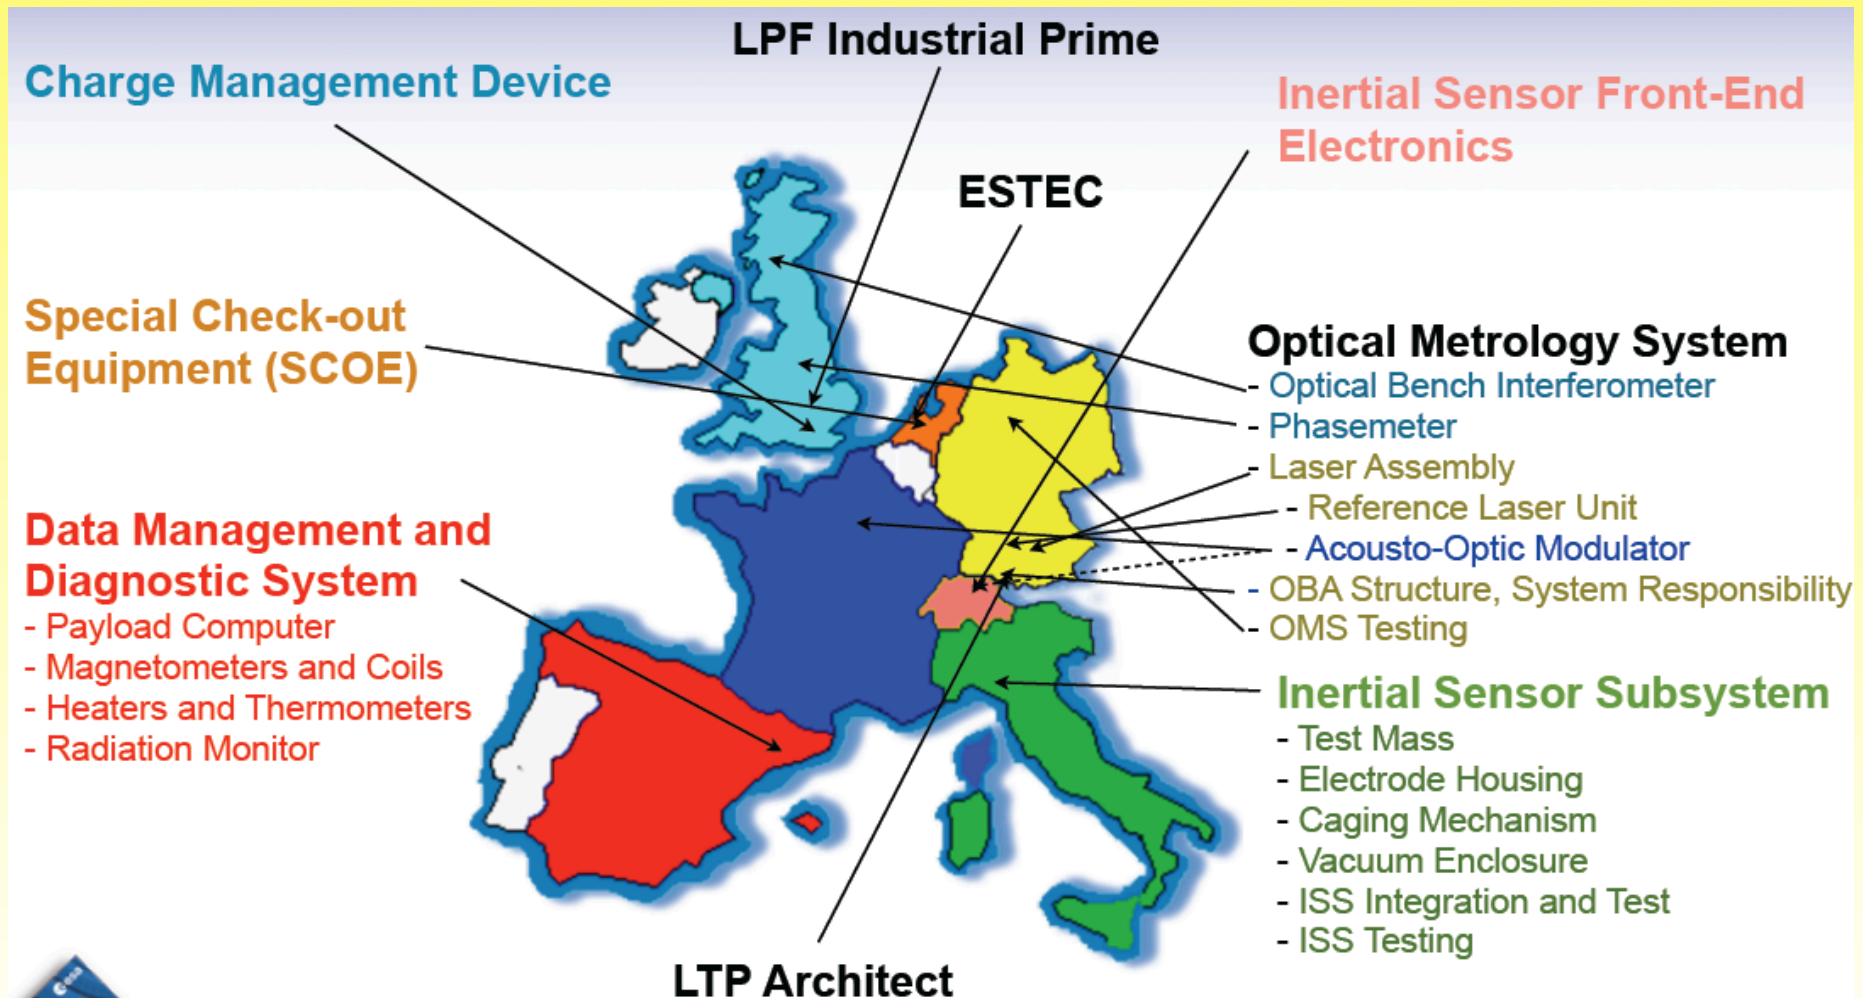 LPF Industrial Prime
Charge Management Device
Inertial Sensor Front-End
Electronics
ESTEC
Special Check-out
Equipment (SCOE)
Optical Metrology System
- Optical Bench Interferometer
- Phasemeter
- Laser Assembly
- Reference Laser Unit
- Acousto-Optic Modulator
- OBA Structure, System Responsibility
- OMS Testing
Data Management and
Diagnostic System
- Payload Computer
- Magnetometers and Coils
- Heaters and Thermometers
- Radiation Monitor
Inertial Sensor Subsystem
- Test Mass
- Electrode Housing
- Caging Mechanism
- Vacuum Enclosure
- ISS Integration and Test
- ISS Testing
LTP Architect
esa